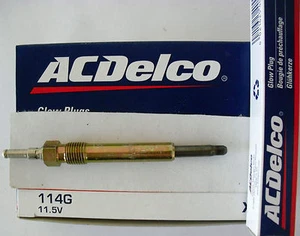 ACDelco
Glow Plugs
114G
11.5V
Glow Plug
Bougie de préchauffage
Glühkerze
ACDelco